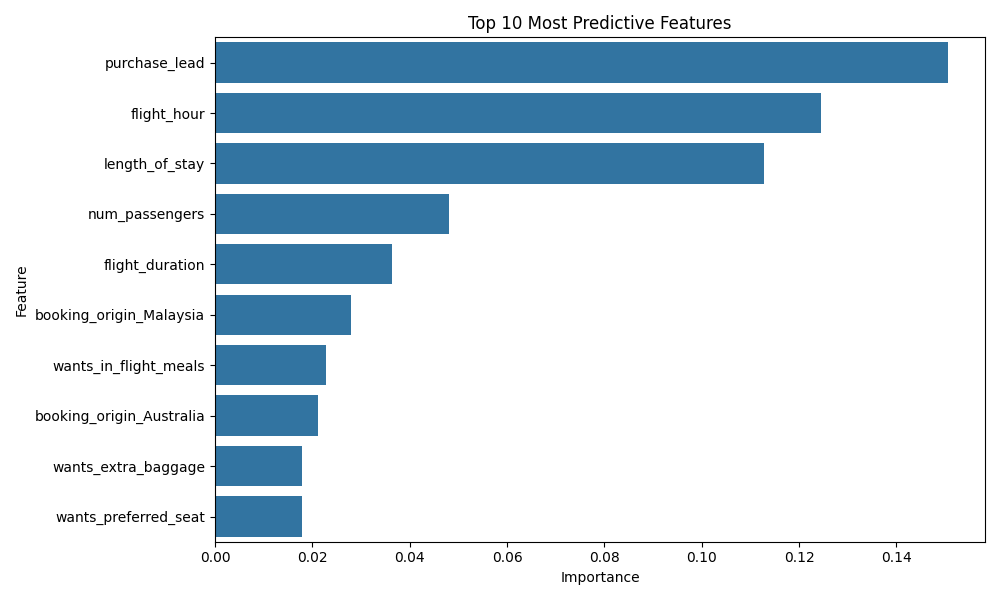 Top 10 Most Predictive Features
Feature
purchase_lead
flight_hour
length_of_stay
num_passengers
flight_duration
booking_origin_Malaysia
wants_in_flight_meals
booking_origin_Australia
wants_extra_baggage
wants_preferred_seat
0.00 0.02 0.04 0.06 0.08 0.10 0.12 0.14
Importance